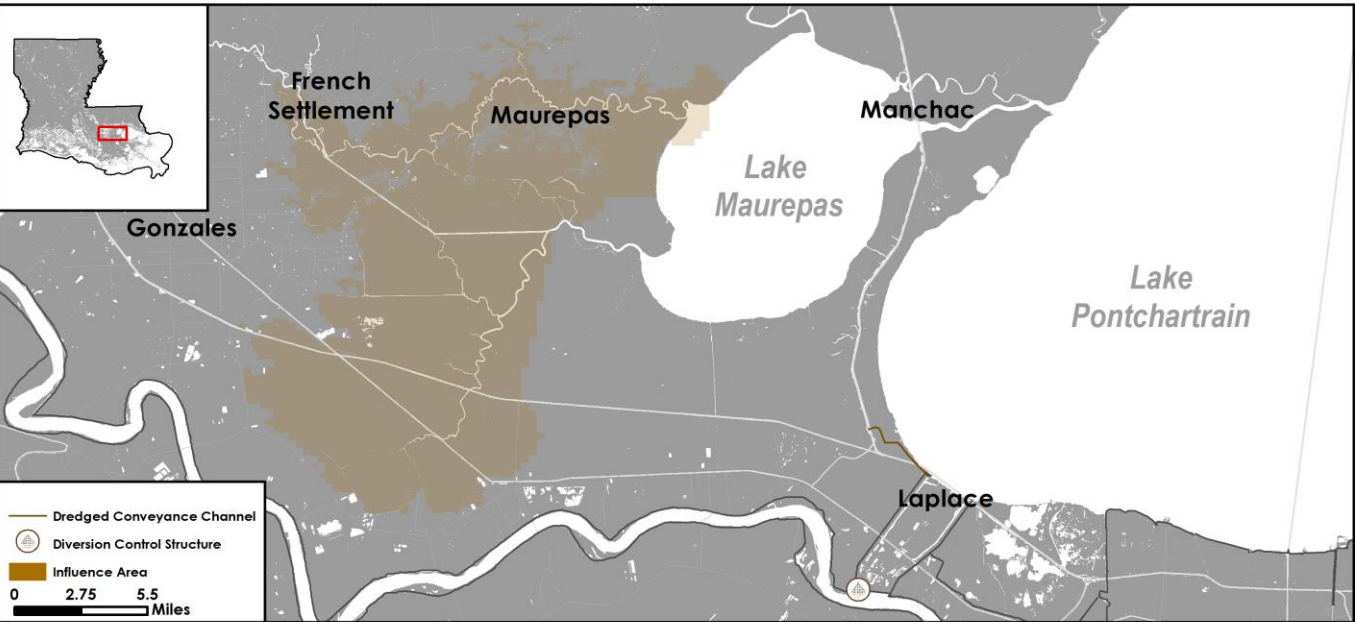 French
Settlement
Maurepas
Manchac
Lake
Maurepas
Gonzales
Lake
Pontchartrain
Laplace
Dredged Conveyance Channel
Diversion Control Structure
Influence Area
0 2.75 5.5
Miles